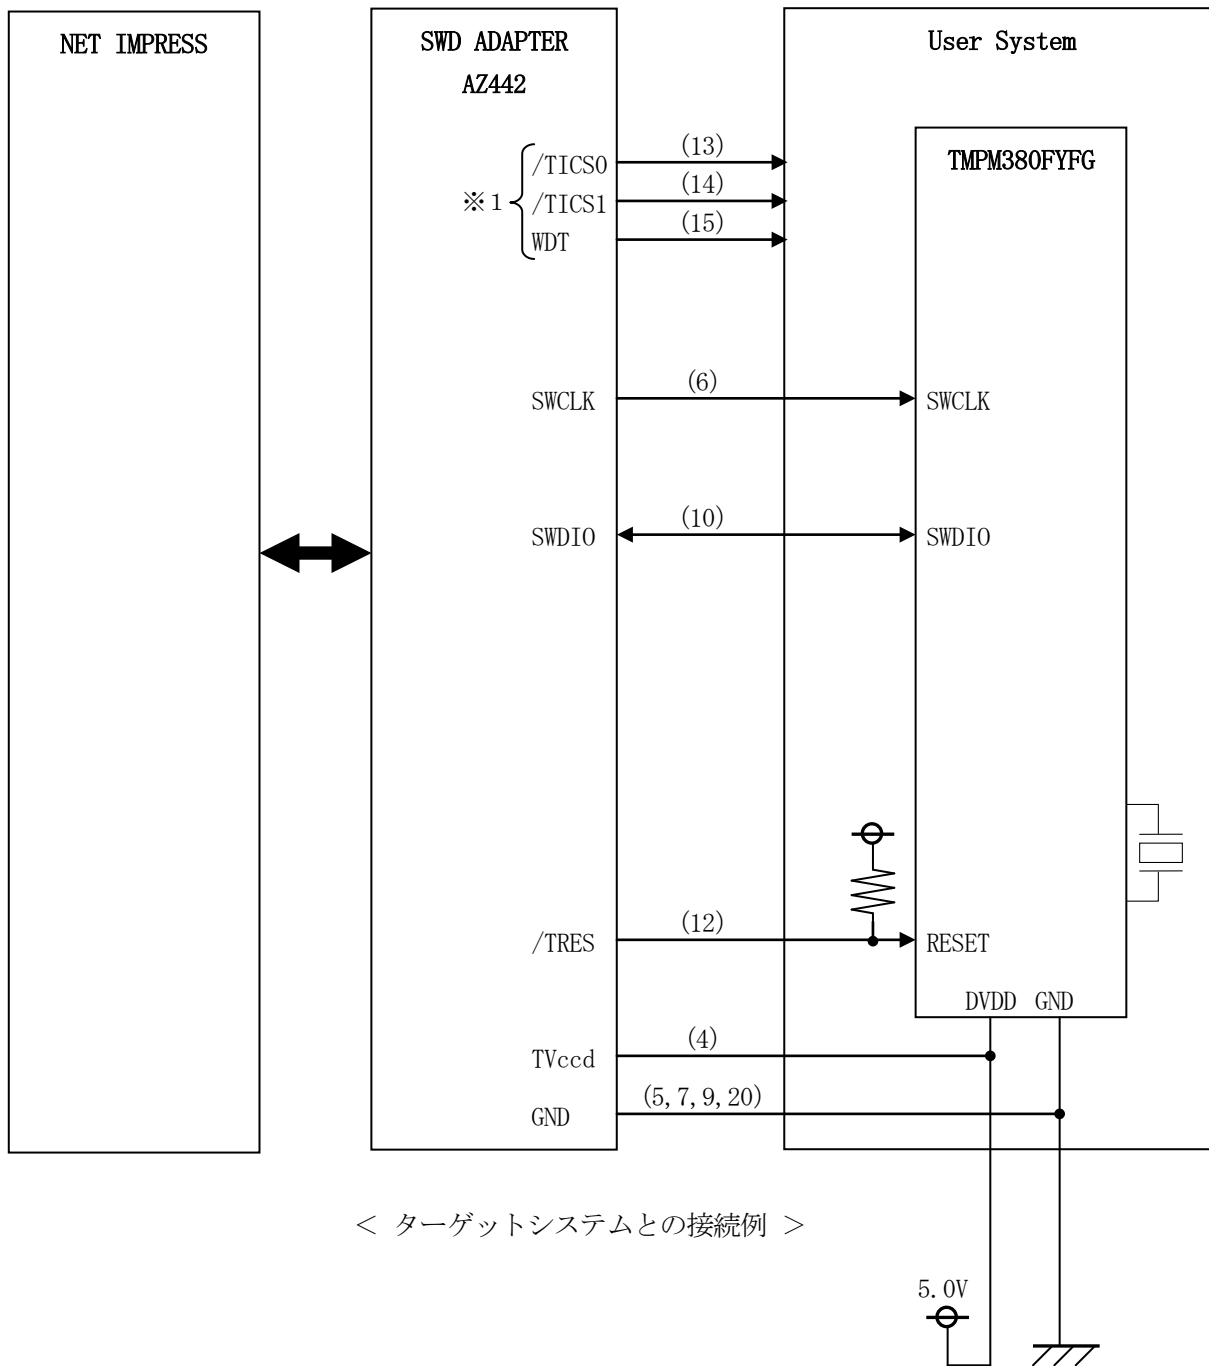 NET IMPRESS
SWD ADAPTER
AZ442
User System
TMPM380FYFG
※1
/TICS0
(13)
/TICS1
(14)
WDT
(15)
SWCLK
(6)
SWCLK
SWDIO
(10)
SWDIO
/TRES
(12)
RESET
DVDD GND
TVccd
(4)
GND
(5,7,9,20)
< ターゲットシステムとの接続例 >
5.0V